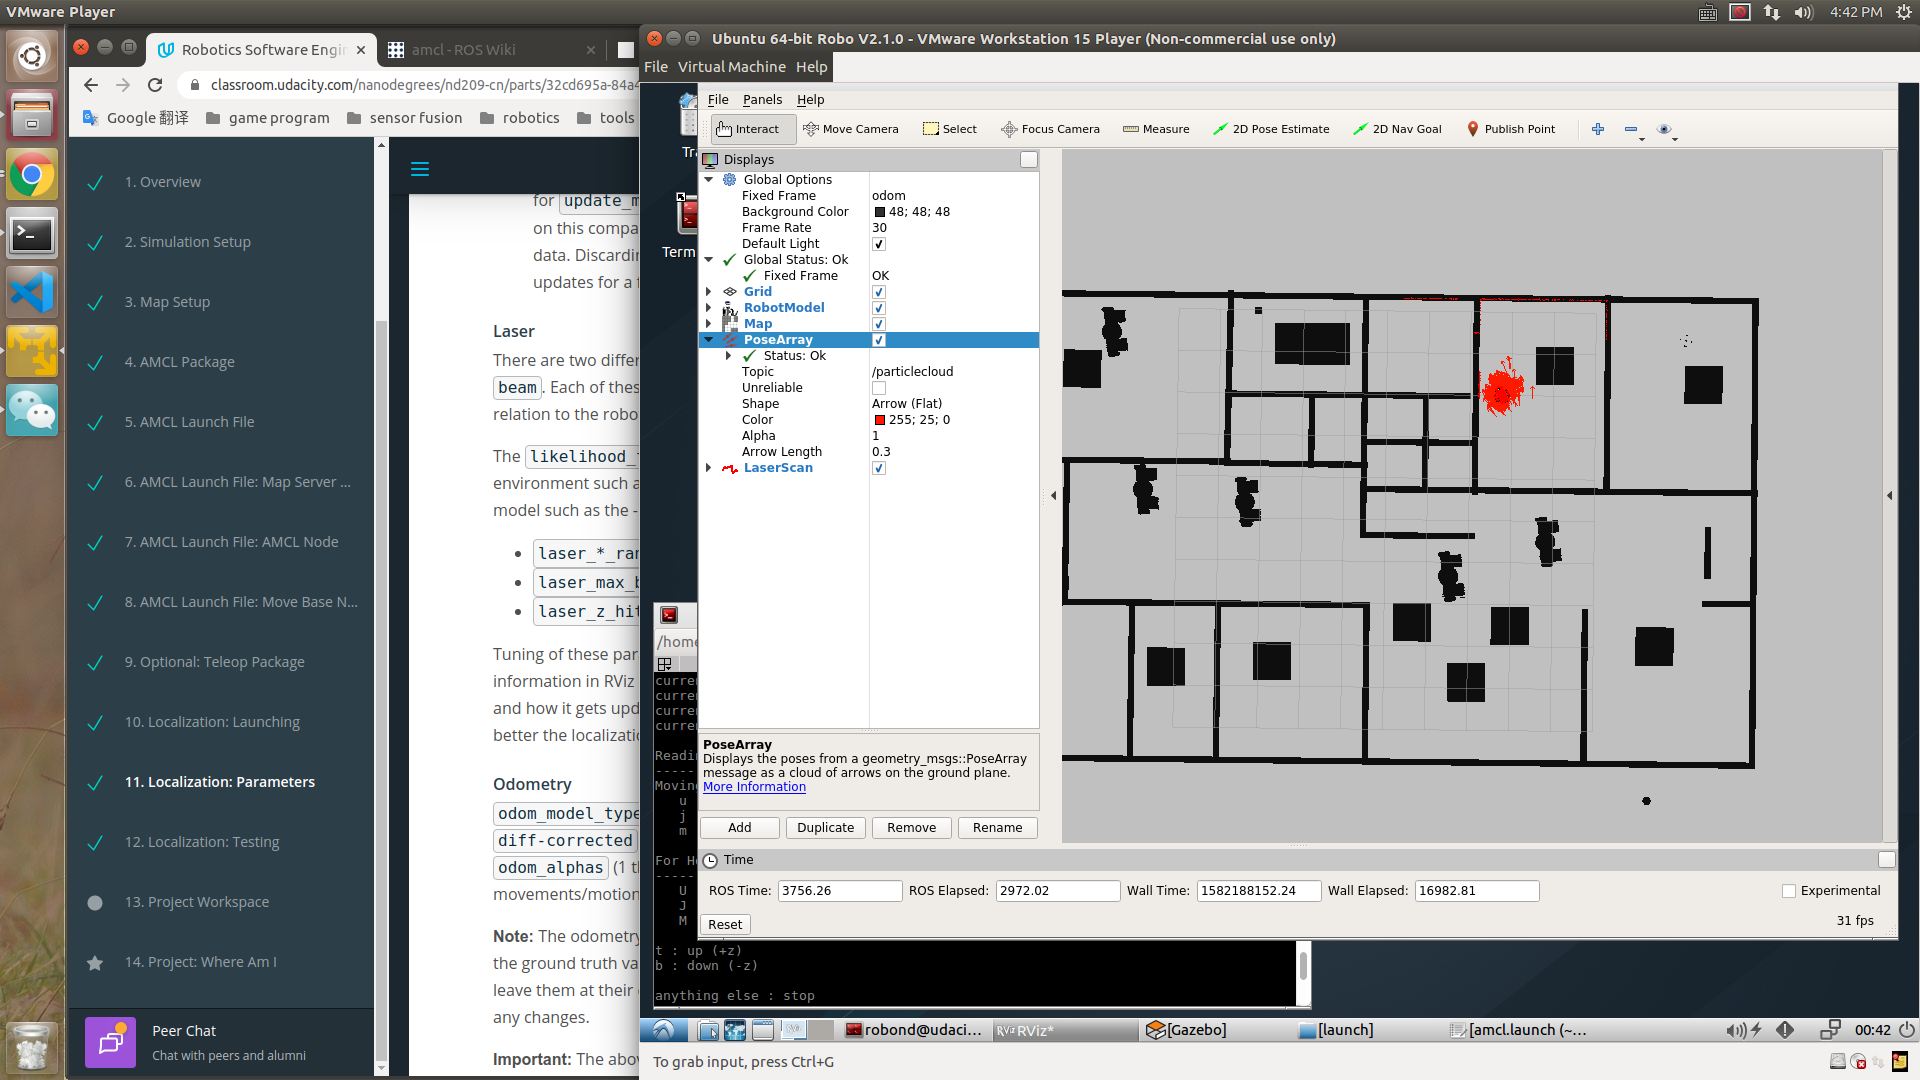 VMware Player
4:42 PM
Robotics Software Engin
amcl - ROS Wiki
classroom.udacity.com/nanodegrees/nd209-cn/parts/32cd695a-84a4
Google 翻译
game program
sensor fusion
robotics
tools
1. Overview
2. Simulation Setup
3. Map Setup
4. AMCL Package
5. AMCL Launch File
6. AMCL Launch File: Map Server ...
7. AMCL Launch File: AMCL Node
8. AMCL Launch File: Move Base N...
9. Optional: Teleop Package
10. Localization: Launching
11. Localization: Parameters
12. Localization: Testing
13. Project Workspace
14. Project: Where Am I
Peer Chat
Chat with peers and alumni
for update_m
on this compa
data. Discardin
updates for a f
Laser
There are two differ
beam. Each of thes
relation to the robo
The likelihood_
environment such a
model such as the -
laser_*_ran
laser_max_b
laser_z_hit
Tuning of these par
information in RViz
and how it gets upd
better the localizatio
Odometry
odom_model_type
diff-corrected
odom_alphas (1 th
movements/motion
Note: The odometry
the ground truth va
leave them at their
any changes.
Important: The abov
Ubuntu 64-bit Robo V2.1.0 - VMware Workstation 15 Player (Non-commercial use only)
File Virtual Machine Help
Tra
Term
File Panels Help
Interact
Move Camera
Select
Focus Camera
Measure
2D Pose Estimate
2D Nav Goal
Publish Point
Displays
Global Options
Fixed Frame odom
Background Color 48; 48; 48
Frame Rate 30
Default Light
Global Status: Ok
Fixed Frame OK
Grid
RobotModel
Map
PoseArray
Status: Ok
Topic /particlecloud
Unreliable
Shape Arrow (Flat)
Color 255; 25; 0
Alpha 1
Arrow Length 0.3
LaserScan
PoseArray
Displays the poses from a geometry_msgs::PoseArray
message as a cloud of arrows on the ground plane.
More Information
Add Duplicate Remove Rename
Time
ROS Time: 3756.26 ROS Elapsed: 2972.02 Wall Time: 1582188152.24 Wall Elapsed: 16982.81 Experimental
Reset
31 fps
/home
curren
curren
curren
curren
Readin
-----
Moving
u
j
m
For Ho
-----
U
J
M
t : up (+z)
b : down (-z)
anything else : stop
robond@udaci...
RViz*
[Gazebo]
[launch]
[amcl.launch (~...
00:42
To grab input, press Ctrl+G